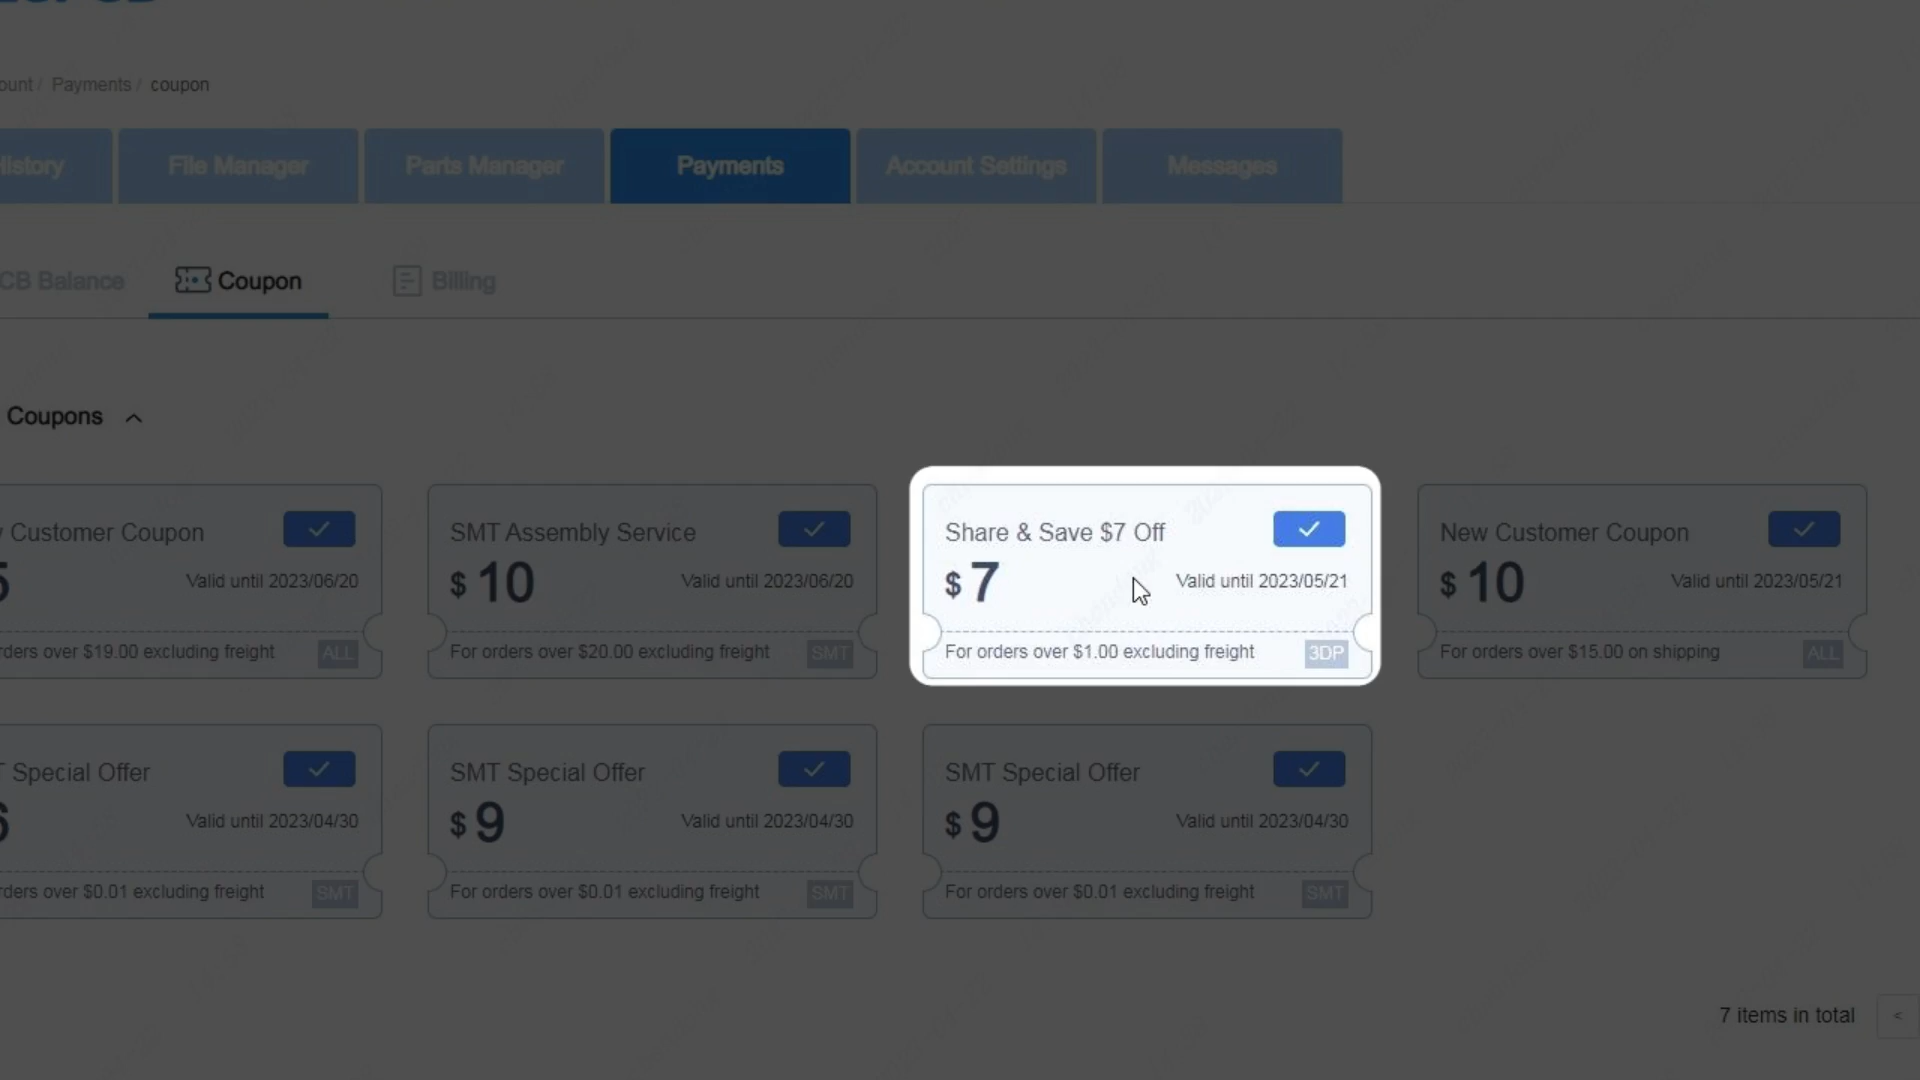 ount / Payments / coupon
History File Manager Parts Manager Payments Account Settings Messages
CB Balance Coupon Billing
Coupons
Customer Coupon
Valid until 2023/06/20
rders over $19.00 excluding freight ALL
SMT Assembly Service
$ 10 Valid until 2023/06/20
For orders over $20.00 excluding freight SMT
Share & Save $7 Off
$ 7 Valid until 2023/05/21
For orders over $1.00 excluding freight 3DP
New Customer Coupon
$ 10 Valid until 2023/05/21
For orders over $15.00 on shipping ALL
Special Offer
Valid until 2023/04/30
rders over $0.01 excluding freight SMT
SMT Special Offer
$ 9 Valid until 2023/04/30
For orders over $0.01 excluding freight SMT
SMT Special Offer
$ 9 Valid until 2023/04/30
For orders over $0.01 excluding freight SMT
7 items in total <